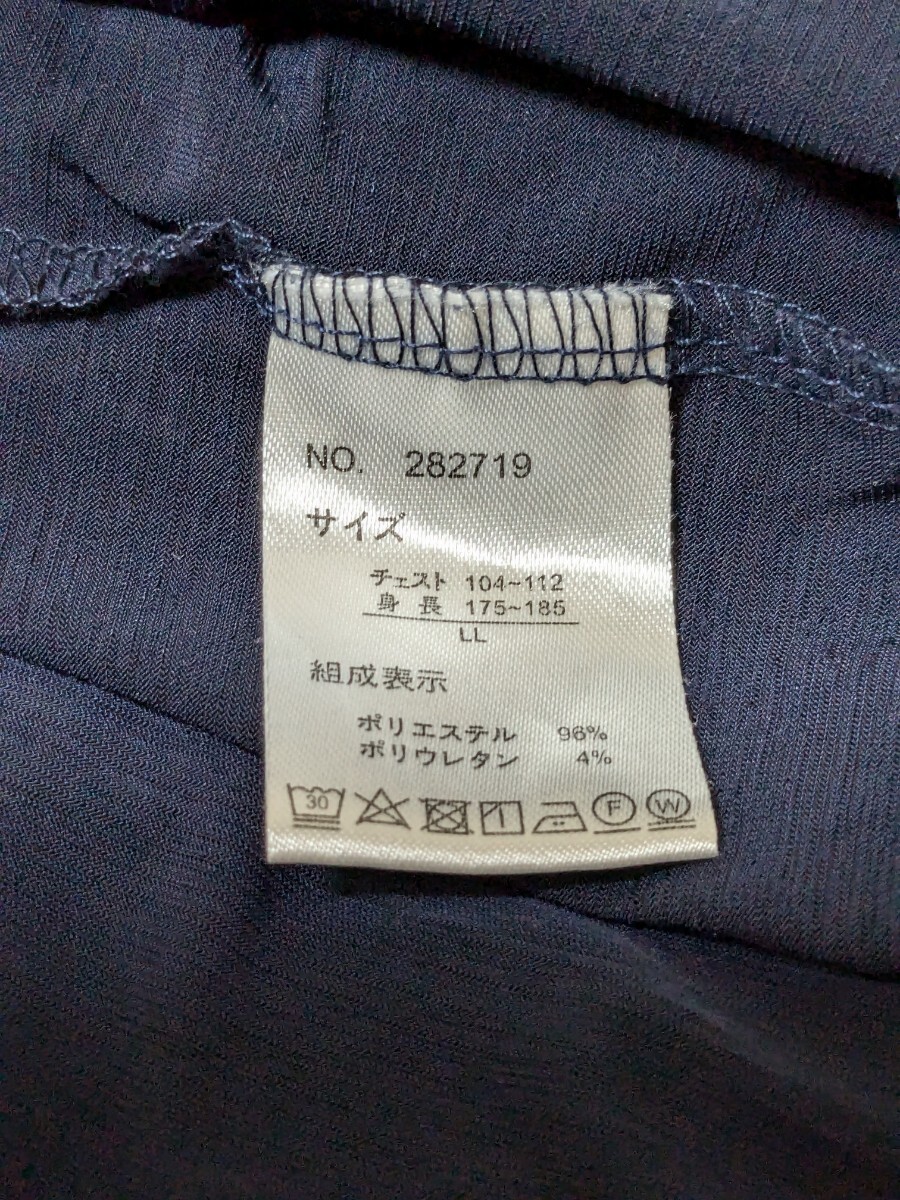 NO. 282719
サイズ
チェスト 104~112
身長 175~185
LL
組成表示
ポリエステル 96%
ポリウレタン 4%
30 F W